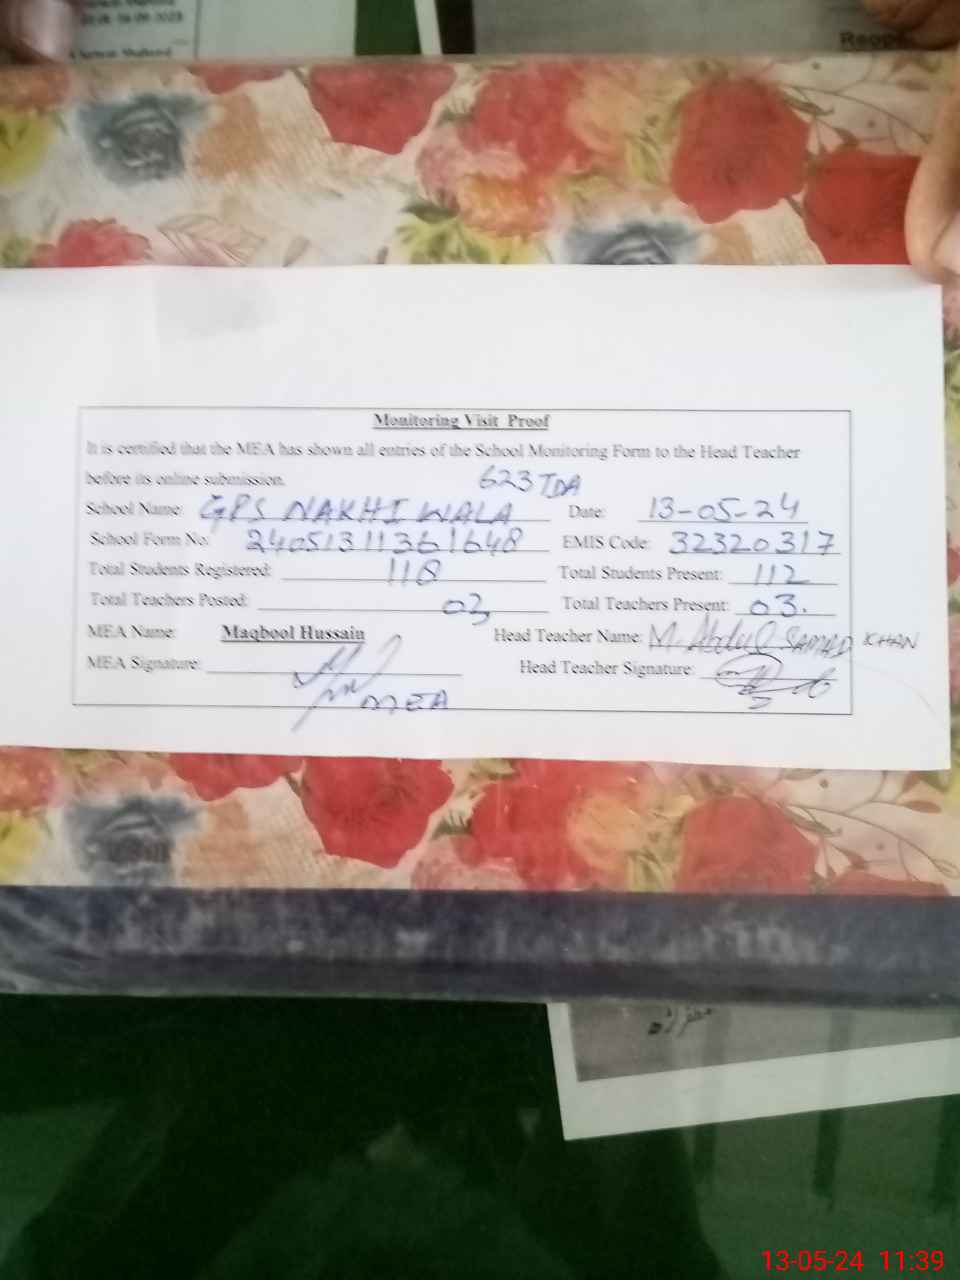 Reop
Monitoring Visit Proof
It is certified that the MEA has shown all entries of the School Monitoring Form to the Head Teacher
before its online submission.
623 TDA
School Name: GPS NAKHI WALA Date: 13-05-24
School Form No: 24051311361648 EMIS Code: 32320317
Total Students Registered: 118 Total Students Present: 112
Total Teachers Posted: 03 Total Teachers Present: 03.
MEA Name: Maqbool Hussain Head Teacher Name: M. Abdul SAMAD KHAN
MEA Signature: Head Teacher Signature:
MEA
13-05-24 11:39